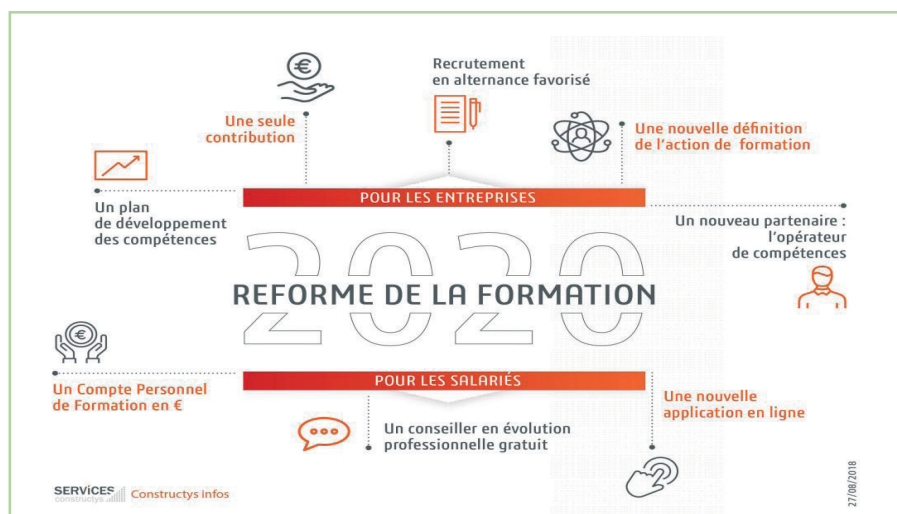 Recrutement
en alternance favorisé
Une seule
contribution
Une nouvelle définition
de l'action de formation
POUR LES ENTREPRISES
Un plan
de développement
des compétences
Un nouveau partenaire :
l'opérateur
de compétences
2020
REFORME DE LA FORMATION
POUR LES SALARIÉS
Un Compte Personnel
de Formation en €
Une nouvelle
application en ligne
Un conseiller en évolution
professionnelle gratuit
SERViCES
constructys
Constructys infos
27/08/2018